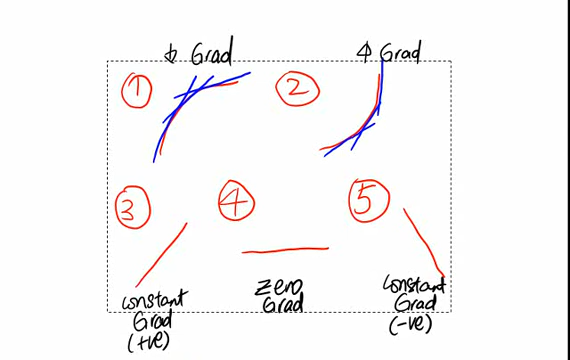 ↓ Grad
↑ Grad
1
2
3
4
5
constant
Grad
(+ve)
Zero
Grad
constant
Grad
(-ve)